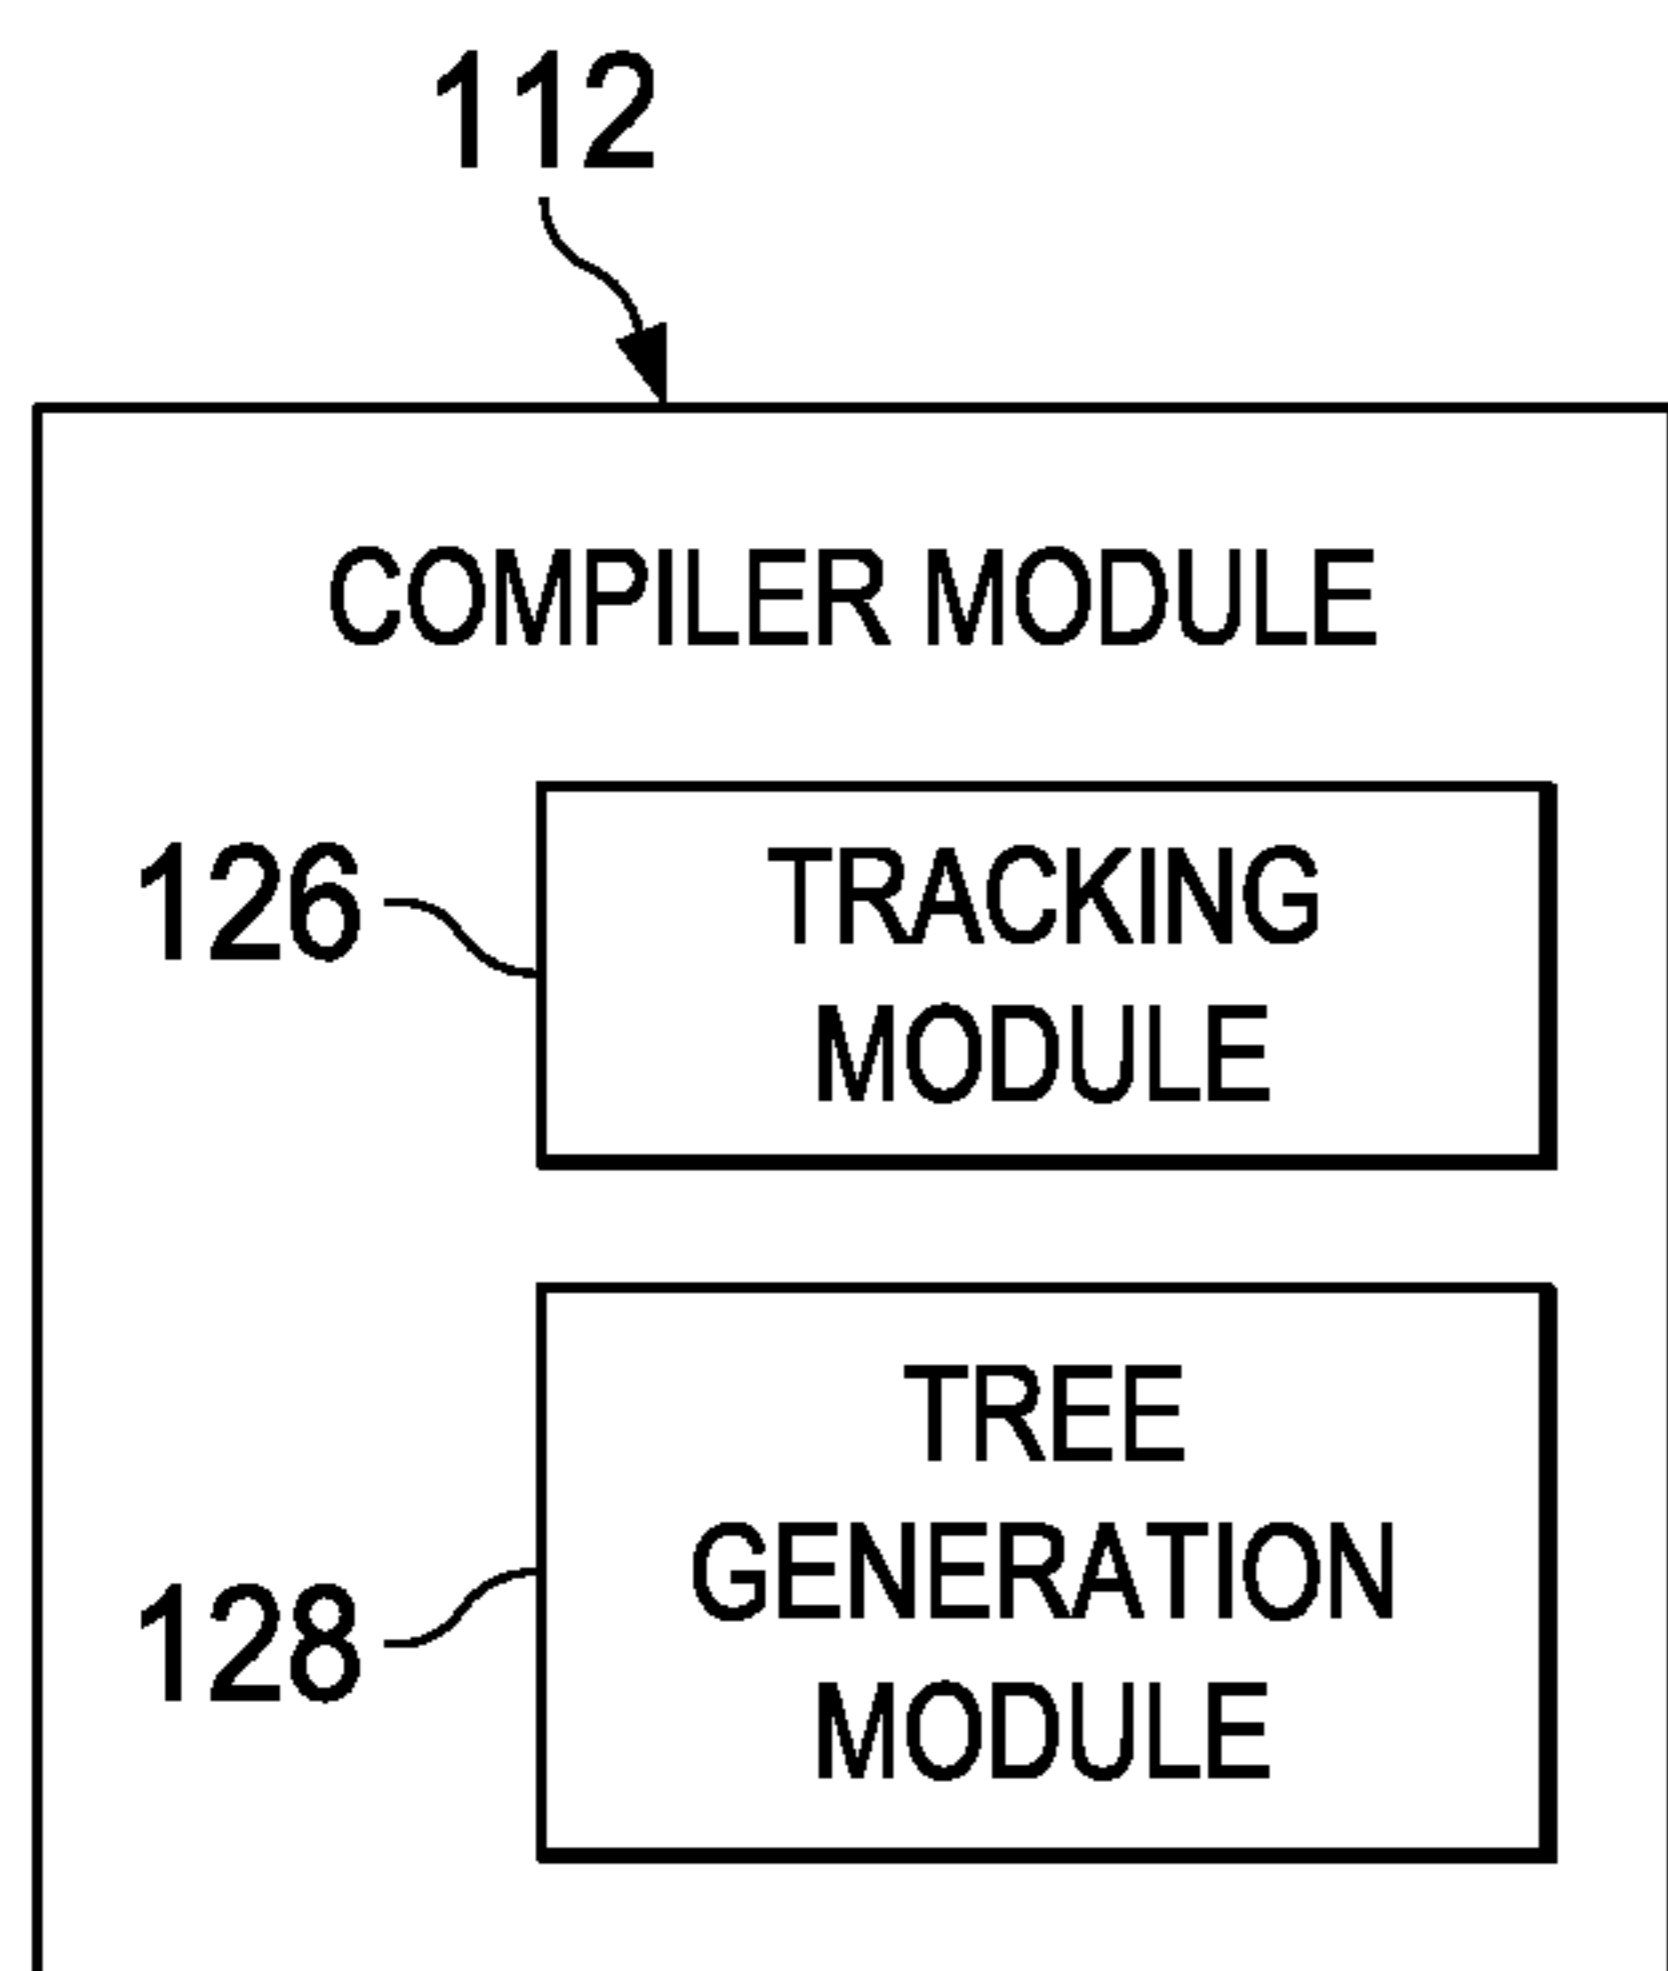 112
COMPILER MODULE
126
TRACKING
MODULE
TREE
GENERATION
128
MODULE